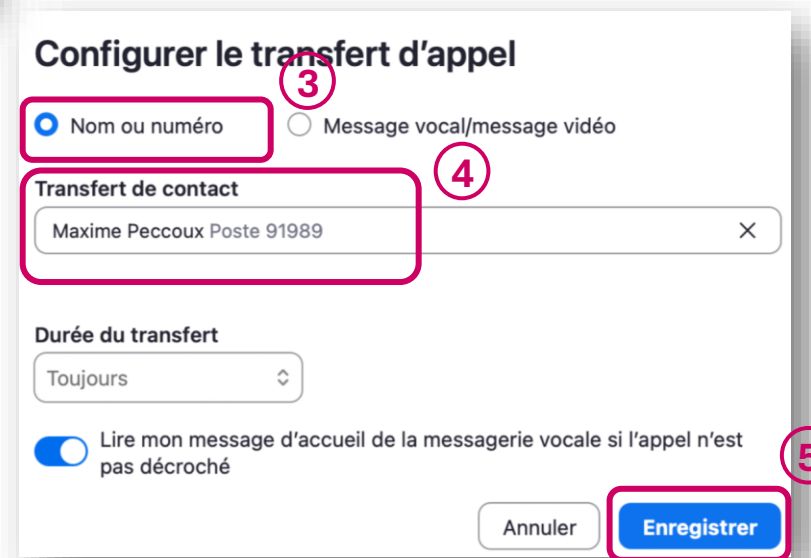 Configurer le transfert d'appel
3
Nom ou numéro
Message vocal/message vidéo
4
Transfert de contact
Maxime Peccoux Poste 91989
Durée du transfert
Toujours
Lire mon message d'accueil de la messagerie vocale si l'appel n'est
pas décroché
5
Annuler
Enregistrer